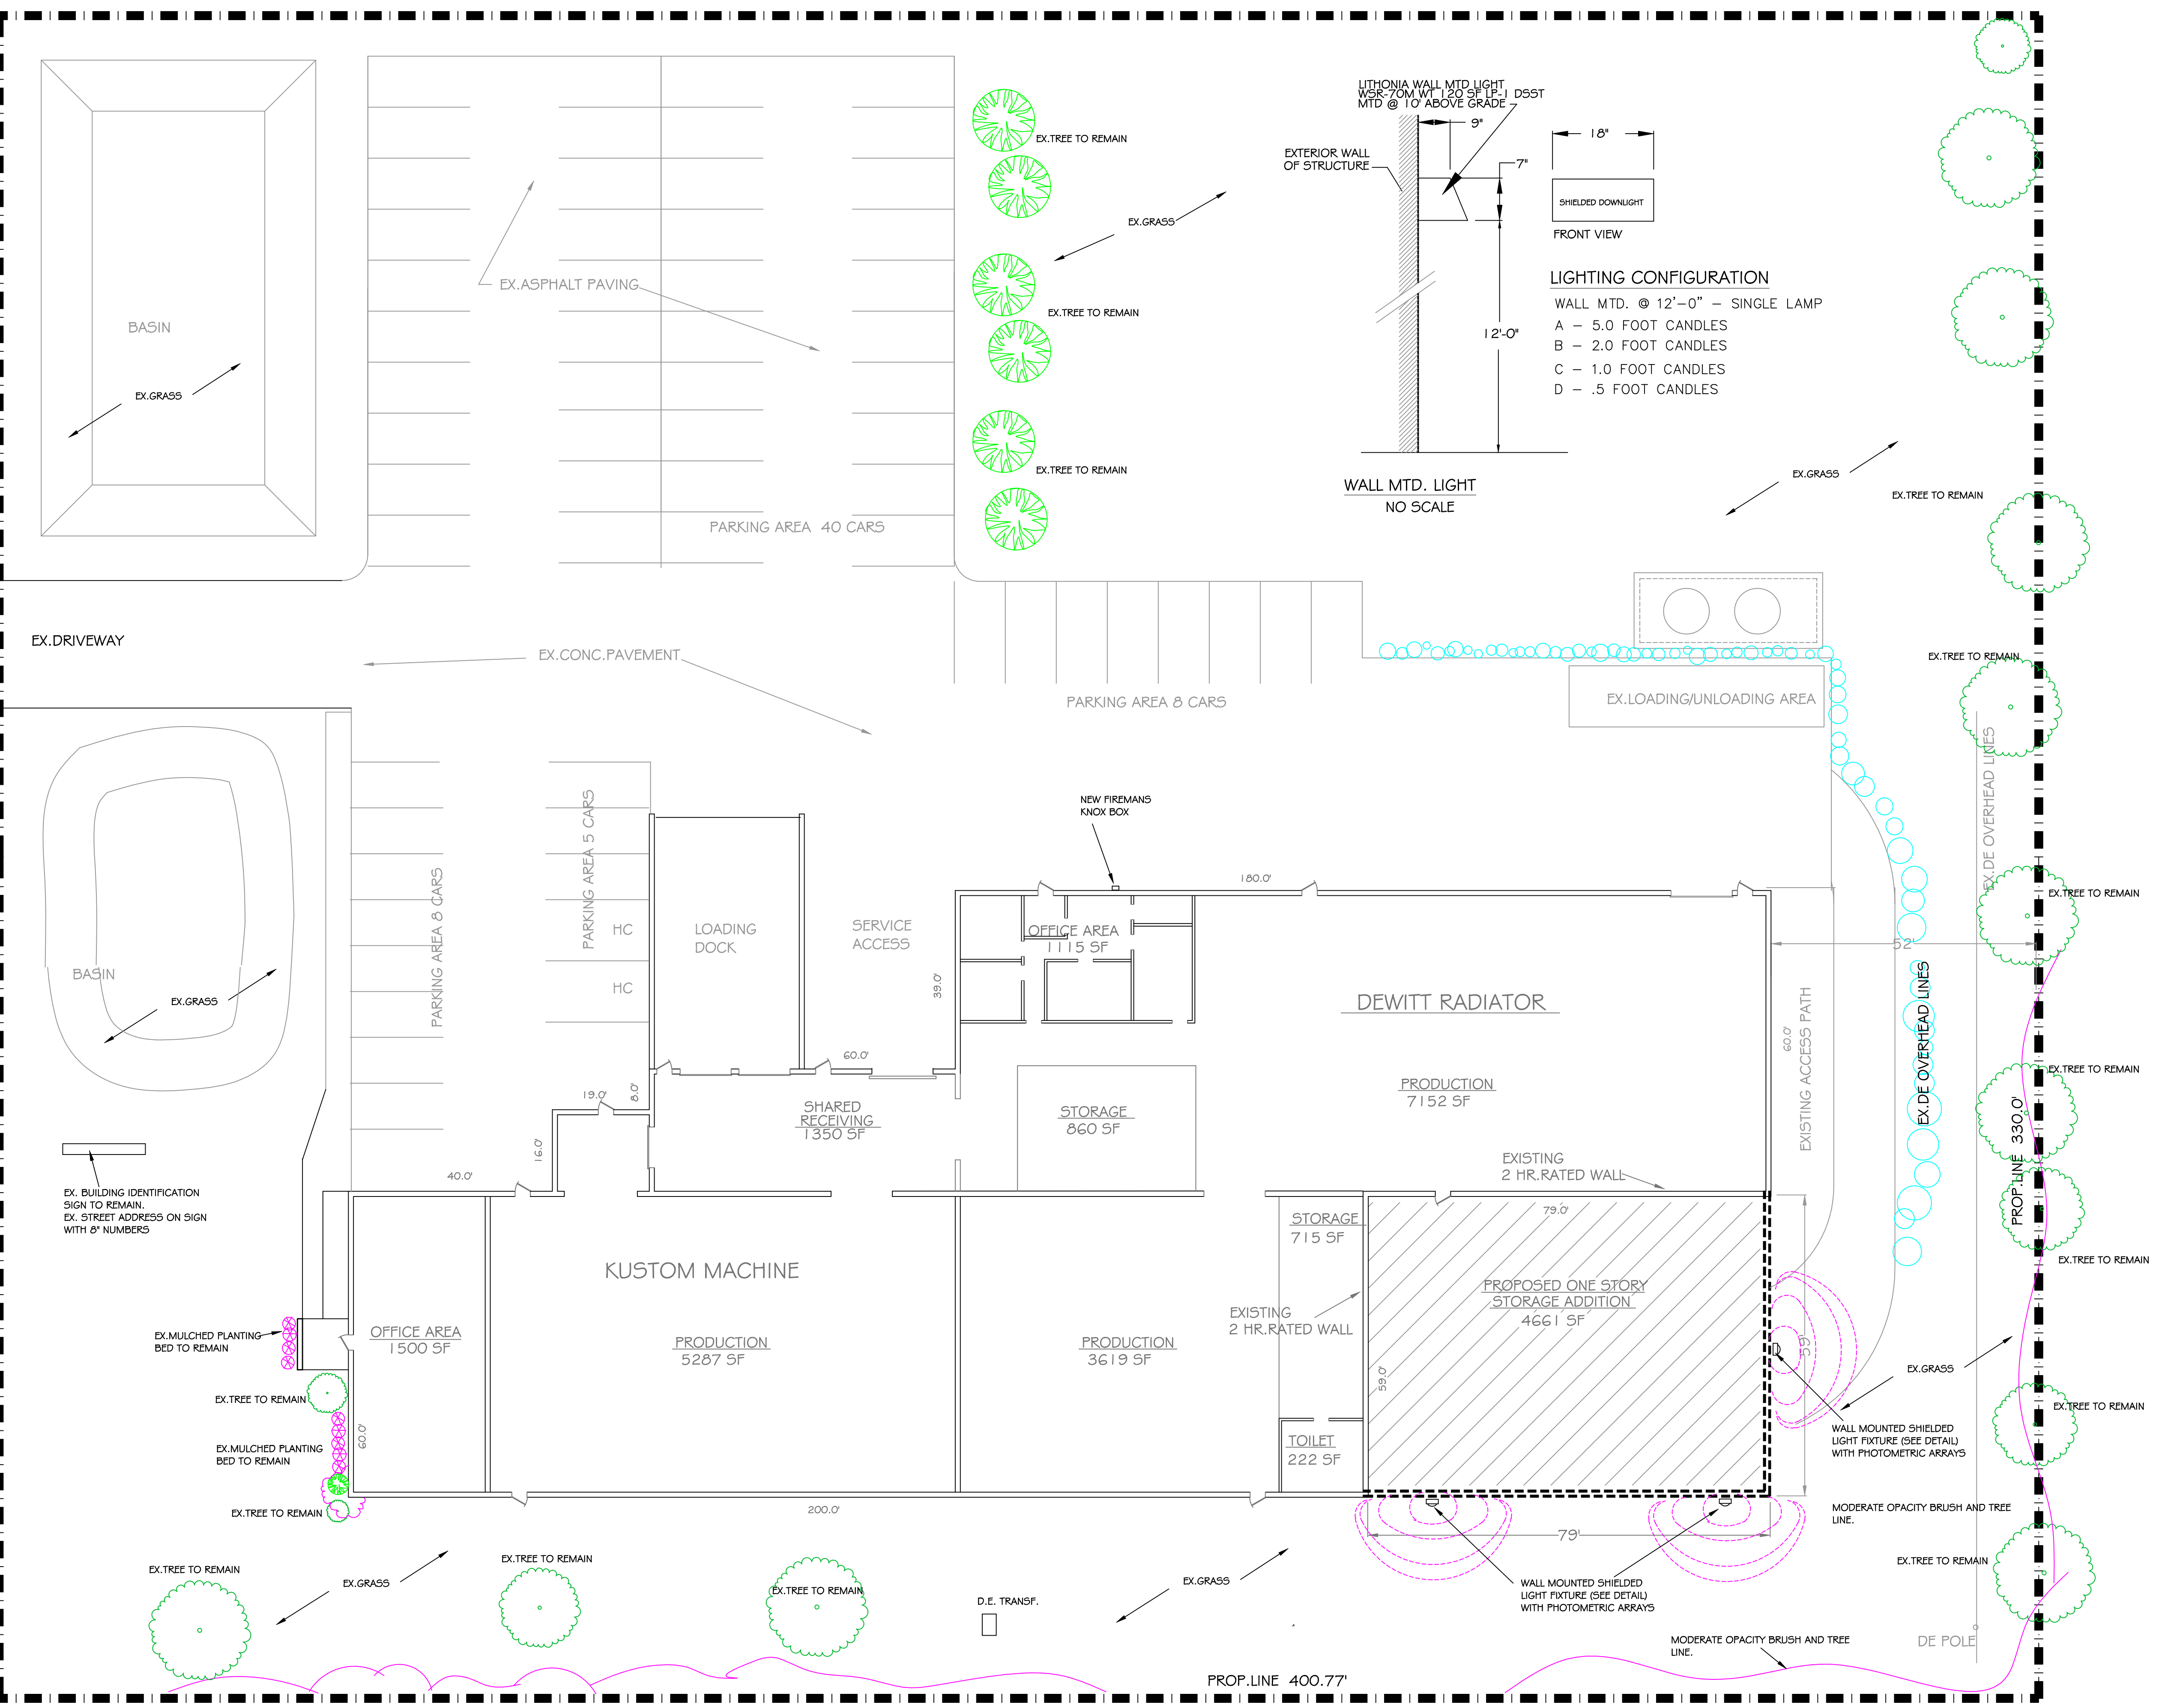 LITHONIA WALL MTD LIGHT
WSR-70M WT 120 SF LP-1 DSST
MTD @ 10' ABOVE GRADE
9"
18"
EXTERIOR WALL
OF STRUCTURE
7"
SHIELDED DOWNLIGHT
FRONT VIEW
12'-0"
LIGHTING CONFIGURATION
WALL MTD. @ 12'-0" - SINGLE LAMP
A - 5.0 FOOT CANDLES
B - 2.0 FOOT CANDLES
C - 1.0 FOOT CANDLES
D - .5 FOOT CANDLES
WALL MTD. LIGHT
NO SCALE
EX.TREE TO REMAIN
EX.GRASS
EX.TREE TO REMAIN
EX.TREE TO REMAIN
EX.ASPHALT PAVING
BASIN
EX.GRASS
PARKING AREA 40 CARS
EX.GRASS
EX.TREE TO REMAIN
EX.DRIVEWAY
EX.CONC.PAVEMENT
PARKING AREA 8 CARS
EX.LOADING/UNLOADING AREA
EX.TREE TO REMAIN
EX.DE OVERHEAD LINES
NEW FIREMANS
KNOX BOX
PARKING AREA 8 CARS
PARKING AREA 5 CARS
HC
HC
LOADING
DOCK
SERVICE
ACCESS
BASIN
EX.GRASS
180.0'
OFFICE AREA
1115 SF
39.0'
DEWITT RADIATOR
52'
EX.TREE TO REMAIN
EX.DE OVERHEAD LINES
EXISTING ACCESS PATH
60.0'
EX.TREE TO REMAIN
PROP.LINE 330.0'
60.0'
19.0'
8.0'
16.0'
40.0'
SHARED
RECEIVING
1350 SF
STORAGE
860 SF
PRODUCTION
7152 SF
EXISTING
2 HR.RATED WALL
EX. BUILDING IDENTIFICATION
SIGN TO REMAIN.
EX. STREET ADDRESS ON SIGN
WITH 8" NUMBERS
KUSTOM MACHINE
STORAGE
715 SF
79.0'
PROPOSED ONE STORY
STORAGE ADDITION
4661 SF
EXISTING
2 HR.RATED WALL
59.0'
59'
EX.TREE TO REMAIN
EX.MULCHED PLANTING
BED TO REMAIN
OFFICE AREA
1500 SF
PRODUCTION
5287 SF
PRODUCTION
3619 SF
EX.GRASS
EX.TREE TO REMAIN
EX.TREE TO REMAIN
EX.MULCHED PLANTING
BED TO REMAIN
60.0'
TOILET
222 SF
WALL MOUNTED SHIELDED
LIGHT FIXTURE (SEE DETAIL)
WITH PHOTOMETRIC ARRAYS
EX.TREE TO REMAIN
200.0'
79'
MODERATE OPACITY BRUSH AND TREE
LINE.
EX.TREE TO REMAIN
EX.GRASS
EX.TREE TO REMAIN
EX.TREE TO REMAIN
D.E. TRANSF.
EX.GRASS
WALL MOUNTED SHIELDED
LIGHT FIXTURE (SEE DETAIL)
WITH PHOTOMETRIC ARRAYS
EX.TREE TO REMAIN
MODERATE OPACITY BRUSH AND TREE
LINE.
DE POLE
PROP.LINE 400.77'